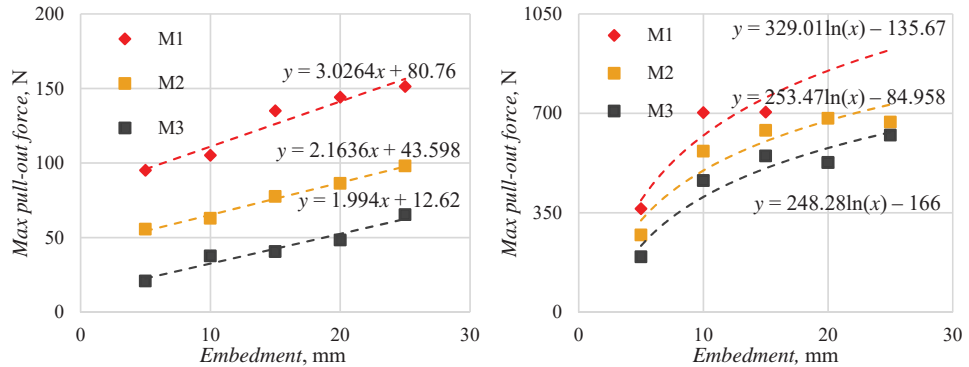 200
150
100
50
0
0
10
20
30
Max pull-out force, N
Embedment, mm
M1
M2
M3
y = 3.0264x + 80.76
y = 2.1636x + 43.598
y = 1.994x + 12.62
1050
700
350
0
0
10
20
30
Max pull-out force, N
Embedment, mm
M1
M2
M3
y = 329.01ln(x) − 135.67
y = 253.47ln(x) − 84.958
y = 248.28ln(x) − 166